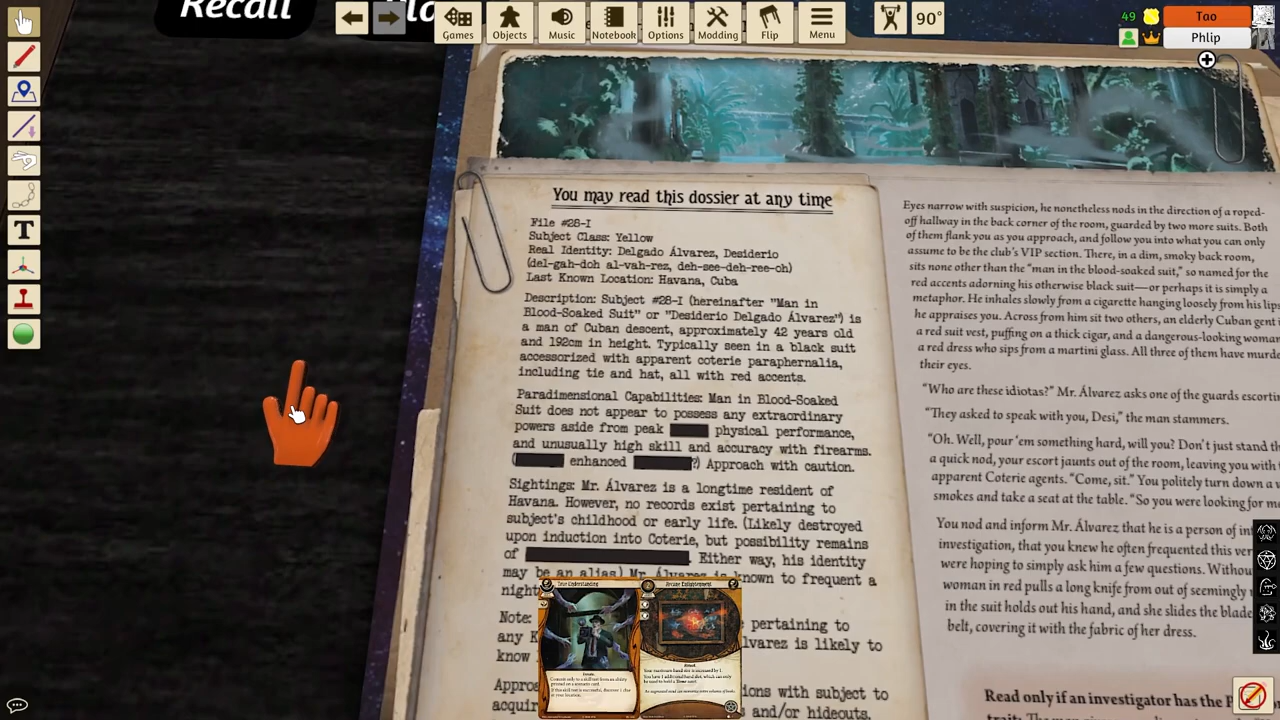 Recall
Games
Objects
Music
Notebook
Options
Modding
Flip
Menu
90°
49
Tao
Phlip
You may read this dossier at any time
File #28-I
Subject Class: Yellow
Real Identity: Delgado Álvarez, Desiderio
(del-gah-doh al-vah-rez, deh-see-deh-ree-oh)
Last Known Location: Havana, Cuba
Description: Subject #28-I (hereinafter "Man in
Blood-Soaked Suit" or "Desiderio Delgado Álvarez") is
a man of Cuban descent, approximately 42 years old
and 192cm in height. Typically seen in a black suit
accessorized with apparent coterie paraphernalia,
including tie and hat, all with red accents.
Paradimensional Capabilities: Man in Blood-Soaked
Suit does not appear to possess any extraordinary
powers aside from peak physical performance,
and unusually high skill and accuracy with firearms.
( enhanced ?) Approach with caution.
Sightings: Mr. Álvarez is a longtime resident of
Havana. However, no records exist pertaining to
subject's childhood or early life. (Likely destroyed
upon induction into Coterie, but possibility remains
of . Either way, his identity
may be an alias) Mr. Álvarez is known to frequent a
night
Note: pertaining to
any K lvarez is likely to
know
Appro ions with subject to
acquir and/or hideouts.
True Understanding
Arcane Enlightenment
Eyes narrow with suspicion, he nonetheless nods in the direction of a roped-
off hallway in the back corner of the room, guarded by two more suits. Both
of them flank you as you approach, and follow you into what you can only
assume to be the club's VIP section. There, in a dim, smoky back room,
sits none other than the "man in the blood-soaked suit," so named for the
red accents adorning his otherwise black suit—or perhaps it is simply a
metaphor. He inhales slowly from a cigarette hanging loosely from his lip
he appraises you. Across from him sit two others, an elderly Cuban gent i
a red suit vest, puffing on a thick cigar, and a dangerous-looking woman
a red dress who sips from a martini glass. All three of them have murd
their eyes.
"Who are these idiotas?" Mr. Álvarez asks one of the guards escorti
"They asked to speak with you, Desi," the man stammers.
"Oh. Well, pour 'em something hard, will you? Don't just stand th
a quick nod, your escort jaunts out of the room, leaving you with
apparent Coterie agents. "Come, sit." You politely turn down a
smokes and take a seat at the table. "So you were looking for m
You nod and inform Mr. Álvarez that he is a person of in
investigation, that you knew he often frequented this ver
were hoping to simply ask him a few questions. Withou
woman in red pulls a long knife from out of seemingly
in the suit holds out his hand, and she slides the blade
belt, covering it with the fabric of her dress.
Read only if an investigator has the
trait: